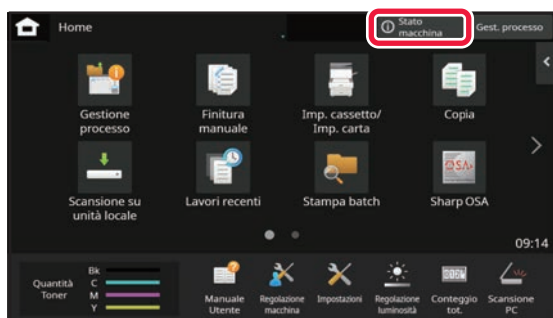 Home
Stato
macchina
Gest. processo
Gestione
processo
Finitura
manuale
Imp. cassetto/
Imp. carta
Copia
Scansione su
unità locale
Lavori recenti
Stampa batch
OSA
Sharp OSA
09:14
Quantità
Toner
Bk
C
M
Y
Manuale
Utente
Regolazione
macchina
Impostazioni
Regolazione
luminosità
Conteggio
tot.
Scansione
PC